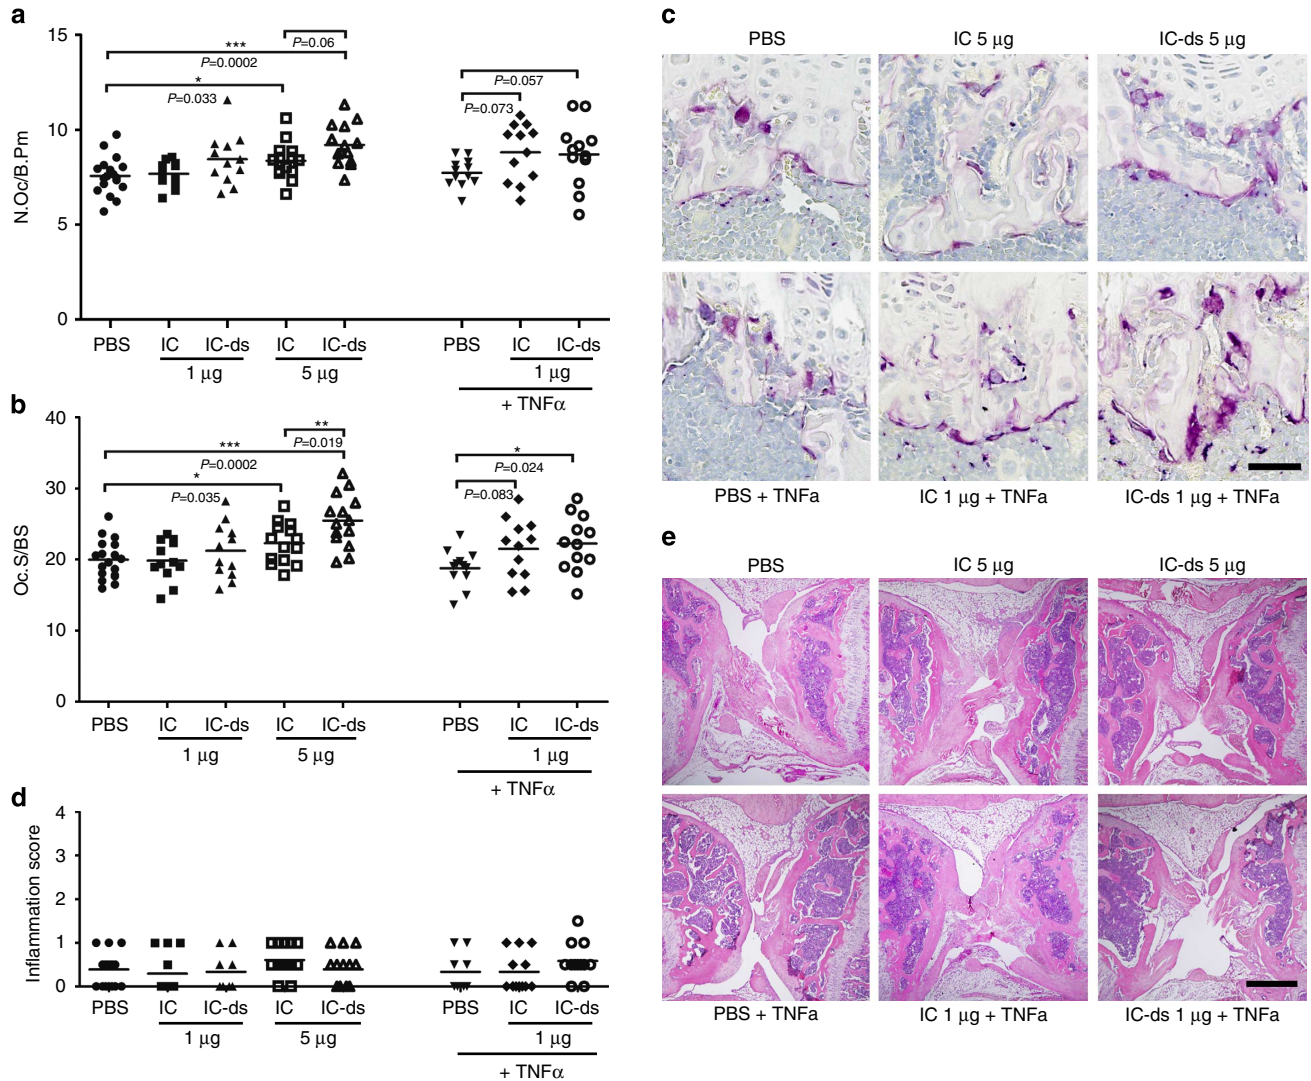 a
15
10
5
0
N.Oc/B.Pm
P=0.06
***
P=0.0002
*
P=0.033
P=0.057
P=0.073
PBS IC IC-ds IC IC-ds PBS IC IC-ds
1 µg 5 µg 1 µg
+ TNFα
b
40
30
20
10
0
Oc.S/BS
**
P=0.019
***
P=0.0002
*
P=0.035
*
P=0.024
P=0.083
PBS IC IC-ds IC IC-ds PBS IC IC-ds
1 µg 5 µg 1 µg
+ TNFα
d
4
3
2
1
0
Inflammation score
PBS IC IC-ds IC IC-ds PBS IC IC-ds
1 µg 5 µg 1 µg
+ TNFα
c
PBS IC 5 µg IC-ds 5 µg
PBS + TNFa IC 1 µg + TNFa IC-ds 1 µg + TNFa
e
PBS IC 5 µg IC-ds 5 µg
PBS + TNFa IC 1 µg + TNFa IC-ds 1 µg + TNFa